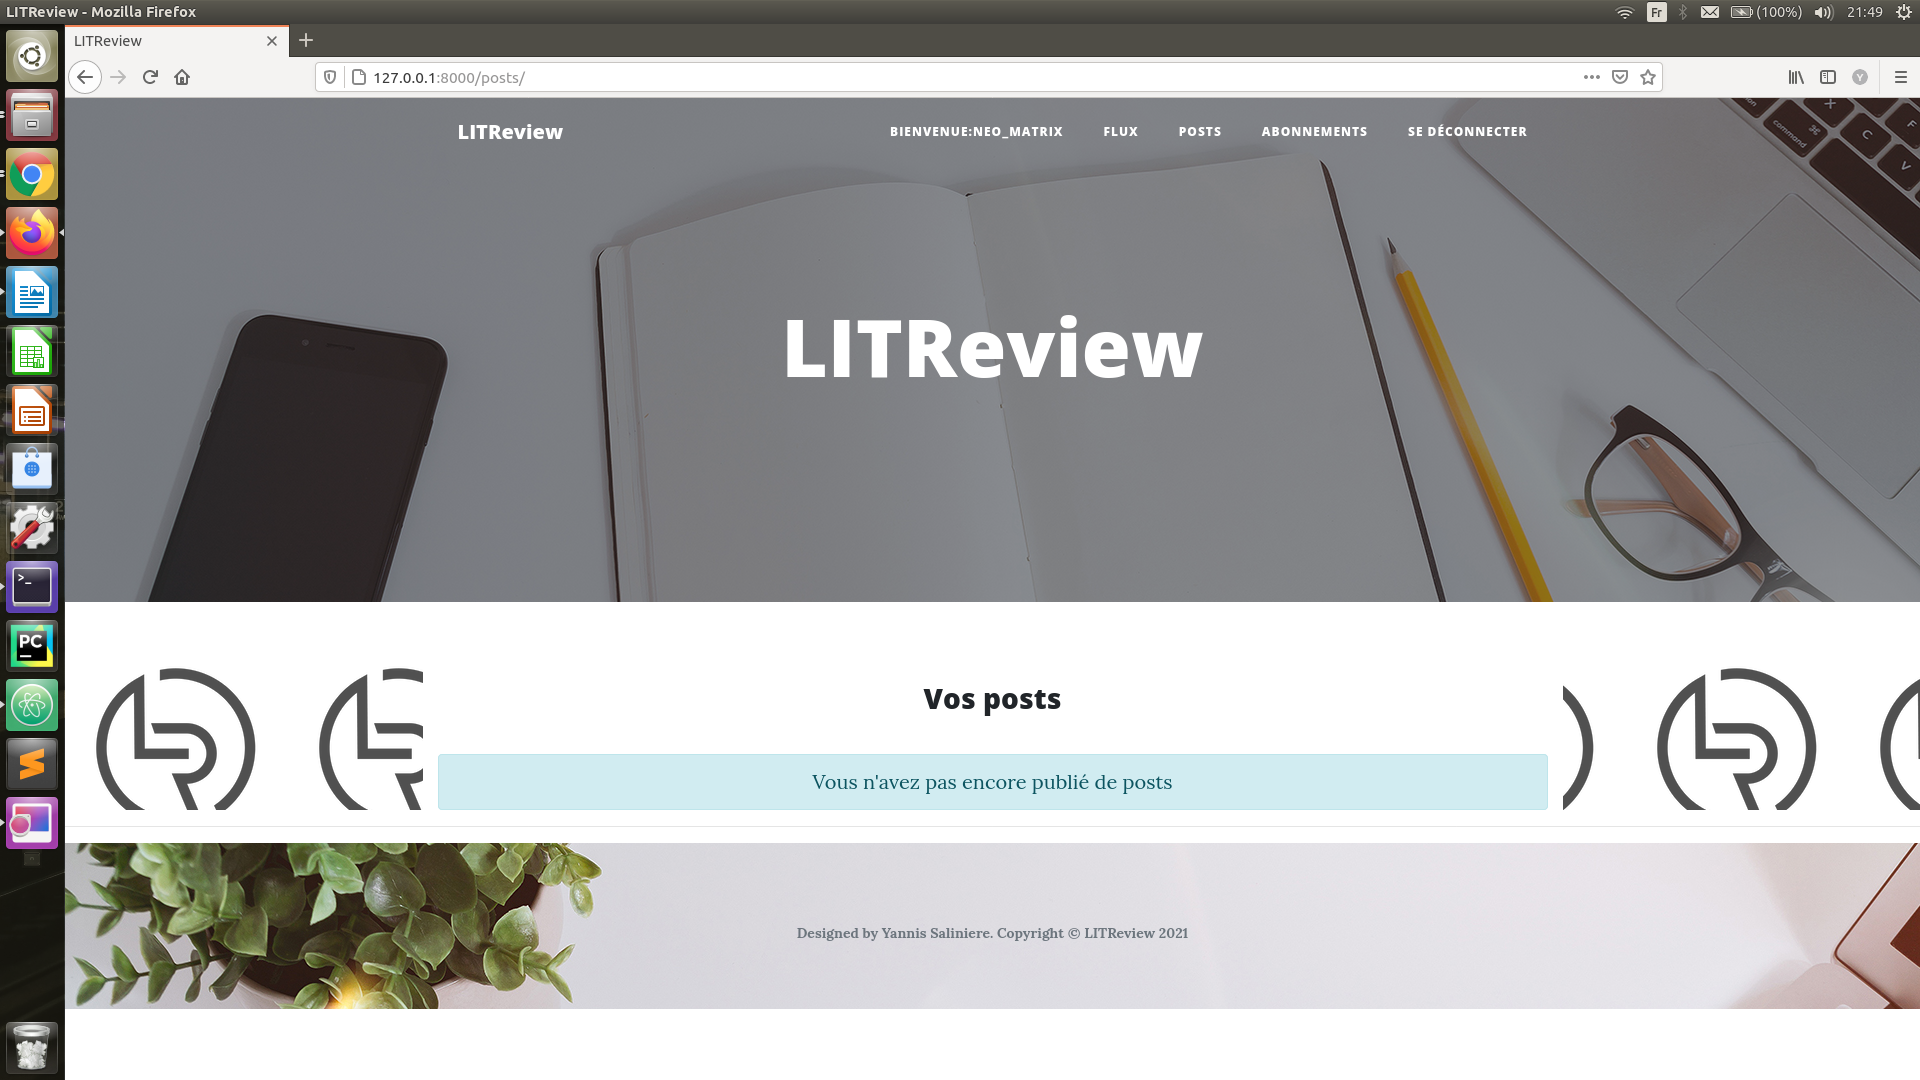 LITReview - Mozilla Firefox
Fr
(100%)
21:49
LITReview
127.0.0.1:8000/posts/
Y
LITReview
BIENVENUE:NEO_MATRIX
FLUX
POSTS
ABONNEMENTS
SE DÉCONNECTER
command
C
V
LITReview
Vos posts
Vous n'avez pas encore publié de posts
Designed by Yannis Saliniere. Copyright © LITReview 2021
>_
PC